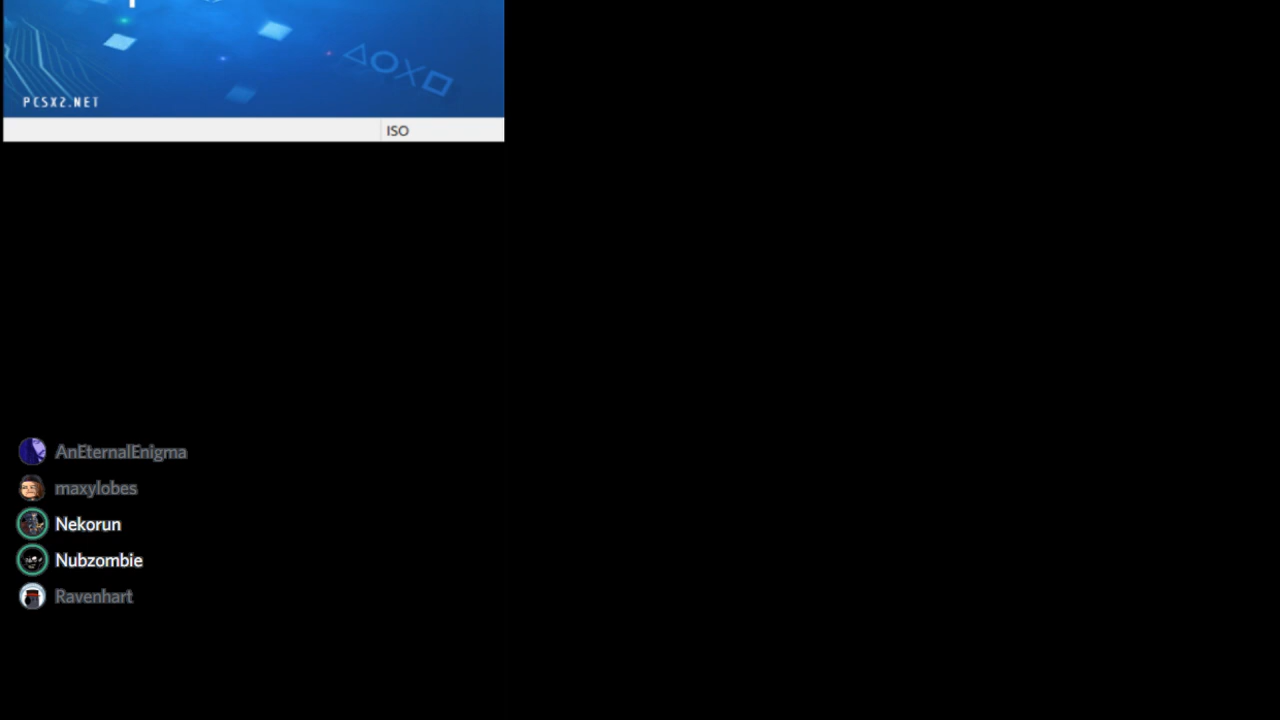 PCSX2.NET
ISO
AnEternalEnigma
maxylobes
Nekorun
Nubzombie
Ravenhart